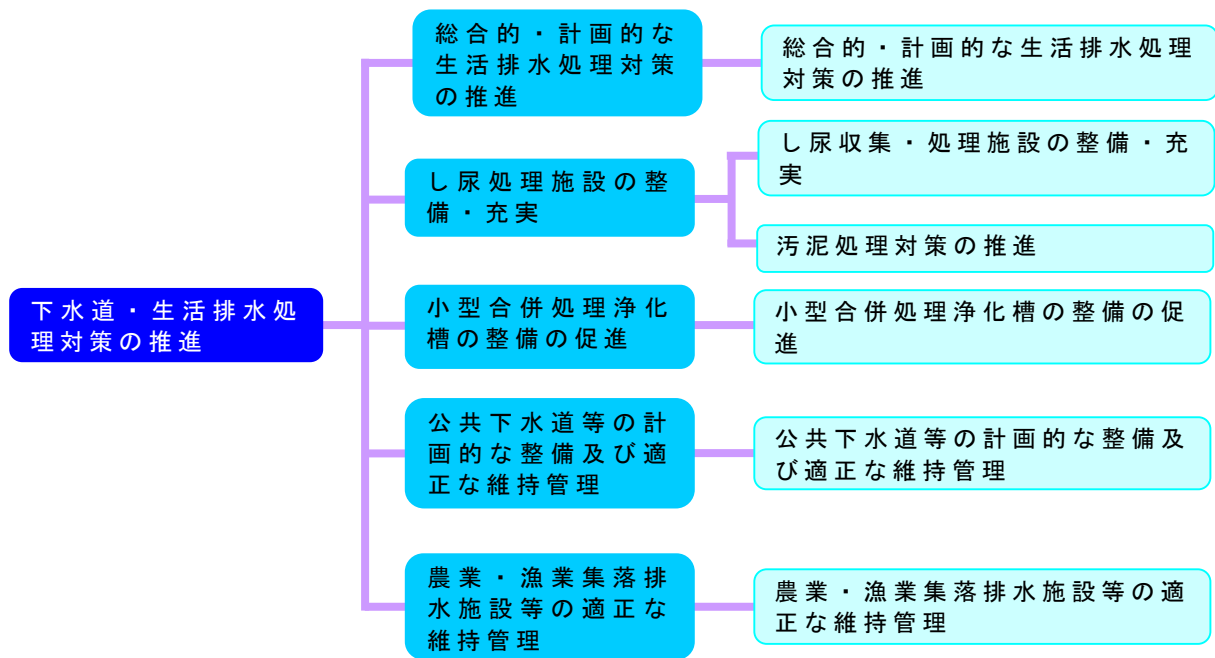 総合的・計画的な
生活排水処理対策
の推進
総合的・計画的な生活排水処理
対策の推進
し尿処理施設の整
備・充実
し尿収集・処理施設の整備・充
実
汚泥処理対策の推進
下水道・生活排水処
理対策の推進
小型合併処理浄化
槽の整備の促進
小型合併処理浄化槽の整備の促
進
公共下水道等の計
画的な整備及び適
正な維持管理
公共下水道等の計画的な整備及
び適正な維持管理
農業・漁業集落排
水施設等の適正な
維持管理
農業・漁業集落排水施設等の適
正な維持管理